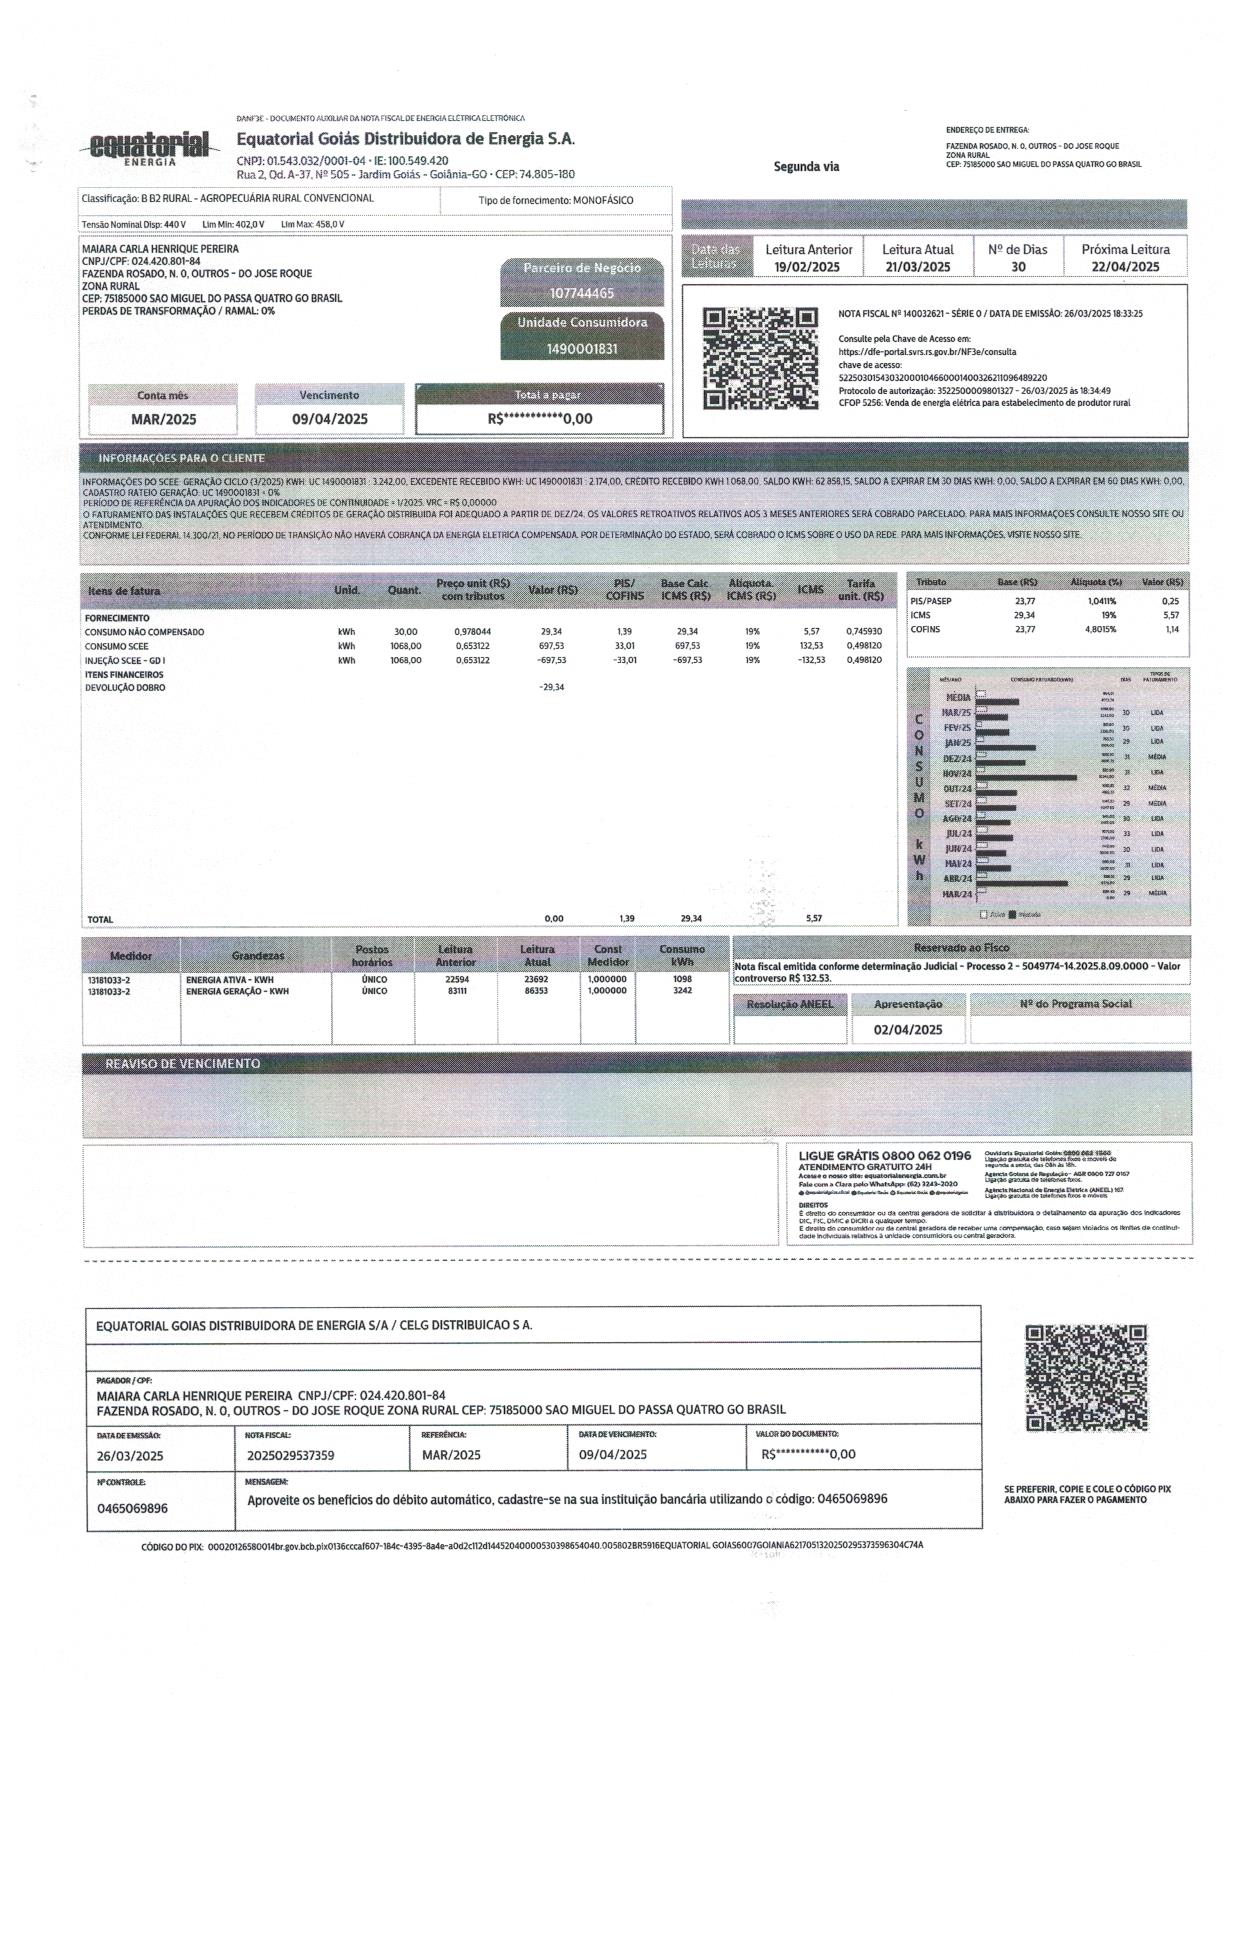 DANF3E - DOCUMENTO AUXILIAR DA NOTA FISCAL DE ENERGIA ELÉTRICA ELETRÔNICA
equatorial
ENERGIA
Equatorial Goiás Distribuidora de Energia S.A.
CNPJ: 01.543.032/0001-04 - IE: 100.549.420
Rua 2, Qd. A-37, Nº 505 - Jardim Goiás - Goiânia-GO - CEP: 74.805-180
Segunda via
ENDEREÇO DE ENTREGA:
FAZENDA ROSADO, N. 0, OUTROS - DO JOSE ROQUE
ZONA RURAL
CEP: 75185000 SAO MIGUEL DO PASSA QUATRO GO BRASIL
Classificação: B B2 RURAL - AGROPECUÁRIA RURAL CONVENCIONAL
Tipo de fornecimento: MONOFÁSICO
Tensão Nominal Disp: 440 V Lim Min: 402,0 V Lim Max: 458,0 V
MAIARA CARLA HENRIQUE PEREIRA
CNPJ/CPF: 024.420.801-84
FAZENDA ROSADO, N. 0, OUTROS - DO JOSE ROQUE
ZONA RURAL
CEP: 75185000 SAO MIGUEL DO PASSA QUATRO GO BRASIL
PERDAS DE TRANSFORMAÇÃO / RAMAL: 0%
Parceiro de Negócio
107744465
Unidade Consumidora
1490001831
Conta mês Vencimento Total a pagar
MAR/2025 09/04/2025 R$***********0,00
Data das Leituras
Leitura Anterior Leitura Atual Nº de Dias Próxima Leitura
19/02/2025 21/03/2025 30 22/04/2025
NOTA FISCAL Nº 140032621 - SÉRIE 0 / DATA DE EMISSÃO: 26/03/2025 18:33:25
Consulte pela Chave de Acesso em:
https://dfe-portal.svrs.rs.gov.br/NF3e/consulta
chave de acesso:
52250301543032000104660001400326211096489220
Protocolo de autorização: 3522500009801327 - 26/03/2025 às 18:34:49
CFOP 5256: Venda de energia elétrica para estabelecimento de produtor rural
INFORMAÇÕES PARA O CLIENTE
INFORMAÇÕES DO SCEE: GERAÇÃO CICLO (3/2025) KWH: UC 1490001831 : 3.242,00, EXCEDENTE RECEBIDO KWH: UC 1490001831 : 2.174,00, CRÉDITO RECEBIDO KWH 1.068,00, SALDO KWH: 62.858,15, SALDO A EXPIRAR EM 30 DIAS KWH: 0,00, SALDO A EXPIRAR EM 60 DIAS KWH: 0,00,
CADASTRO RATEIO GERAÇÃO: UC 1490001831 = 0%
PERÍODO DE REFERÊNCIA DA APURAÇÃO DOS INDICADORES DE CONTINUIDADE = 1/2025. VRC = R$ 0,00000
O FATURAMENTO DAS INSTALAÇÕES QUE RECEBEM CREDITOS DE GERAÇÃO DISTRIBUIDA FOI ADEQUADO A PARTIR DE DEZ/24. OS VALORES RETROATIVOS RELATIVOS AOS 3 MESES ANTERIORES SERÁ COBRADO PARCELADO. PARA MAIS INFORMAÇOES CONSULTE NOSSO SITE OU
ATENDIMENTO.
CONFORME LEI FEDERAL 14.300/21, NO PERÍODO DE TRANSIÇÃO NÃO HAVERÁ COBRANÇA DA ENERGIA ELETRICA COMPENSADA. POR DETERMINAÇÃO DO ESTADO, SERÁ COBRADO O ICMS SOBRE O USO DA REDE. PARA MAIS INFORMAÇÕES, VISITE NOSSO SITE.
Itens de fatura Unid. Quant. Preço unit (R$) com tributos Valor (R$) PIS/COFINS Base Calc. ICMS (R$) Alíquota. ICMS (R$) ICMS Tarifa unit. (R$)
FORNECIMENTO
CONSUMO NÃO COMPENSADO kWh 30,00 0,978044 29,34 1,39 29,34 19% 5,57 0,745930
CONSUMO SCEE kWh 1068,00 0,653122 697,53 33,01 697,53 19% 132,53 0,498120
INJEÇÃO SCEE - GD I kWh 1068,00 0,653122 -697,53 -33,01 -697,53 19% -132,53 0,498120
ITENS FINANCEIROS
DEVOLUÇÃO DOBRO -29,34
TOTAL 0,00 1,39 29,34 5,57
Tributo Base (R$) Alíquota (%) Valor (R$)
PIS/PASEP 23,77 1,0411% 0,25
ICMS 29,34 19% 5,57
COFINS 23,77 4,8015% 1,14
CONSUMO kWh
MÊS/ANO CONSUMO FATURADO(kWh) DIAS TIPOS DE FATURAMENTO
MÉDIA
MAR/25 30 LIDA
FEV/25 30 LIDA
JAN/25 29 LIDA
DEZ/24 31 MÉDIA
NOV/24 31 LIDA
OUT/24 32 MÉDIA
SET/24 29 MÉDIA
AGO/24 30 LIDA
JUL/24 33 LIDA
JUN/24 30 LIDA
MAI/24 31 LIDA
ABR/24 29 LIDA
MAR/24 29 MÉDIA
Medidor Grandezas Postos horários Leitura Anterior Leitura Atual Const Medidor Consumo kWh
13181033-2 ENERGIA ATIVA - KWH ÚNICO 22594 23692 1,000000 1098
13181033-2 ENERGIA GERAÇÃO - KWH ÚNICO 83111 86353 1,000000 3242
Reservado ao Fisco
Nota fiscal emitida conforme determinação Judicial - Processo 2 - 5049774-14.2025.8.09.0000 - Valor
controverso R$ 132.53.
Resolução ANEEL Apresentação Nº do Programa Social
02/04/2025
REAVISO DE VENCIMENTO
LIGUE GRÁTIS 0800 062 0196
ATENDIMENTO GRATUITO 24H
Acesse o nosso site: equatorialenergia.com.br
Fale com a Clara pelo WhatsApp: (62) 3243-2020
Ouvidoria Equatorial Goiás: 0800 062 1500
Ligação gratuita de telefones fixos e móveis de
segunda a sexta, das 08h às 18h.
Agência Goiana de Regulação - AGR 0800 727 0167
Ligação gratuita de telefones fixos.
Agência Nacional de Energia Elétrica (ANEEL) 167
Ligação gratuita de telefones fixos e móveis
DIREITOS
É direito do consumidor ou da central geradora de solicitar à distribuidora o detalhamento da apuração dos indicadores
DIC, FIC, DMIC e DICRI a qualquer tempo.
É direito do consumidor ou da central geradora de receber uma compensação, caso sejam violados os limites de continui-
dade individuais relativos à unidade consumidora ou central geradora.
EQUATORIAL GOIAS DISTRIBUIDORA DE ENERGIA S/A / CELG DISTRIBUICAO S A.
PAGADOR / CPF:
MAIARA CARLA HENRIQUE PEREIRA CNPJ/CPF: 024.420.801-84
FAZENDA ROSADO, N. 0, OUTROS - DO JOSE ROQUE ZONA RURAL CEP: 75185000 SAO MIGUEL DO PASSA QUATRO GO BRASIL
DATA DE EMISSÃO: NOTA FISCAL: REFERÊNCIA: DATA DE VENCIMENTO: VALOR DO DOCUMENTO:
26/03/2025 2025029537359 MAR/2025 09/04/2025 R$***********0,00
Nº CONTROLE: MENSAGEM:
0465069896 Aproveite os benefícios do débito automático, cadastre-se na sua instituição bancária utilizando o código: 0465069896
SE PREFERIR, COPIE E COLE O CÓDIGO PIX
ABAIXO PARA FAZER O PAGAMENTO
CÓDIGO DO PIX: 00020126580014br.gov.bcb.pix0136cccaf607-184c-4395-8a4e-a0d2c112d14452040000530398654040.005802BR5916EQUATORIAL GOIAS6007GOIANIA62170513202502953735963​04C74A